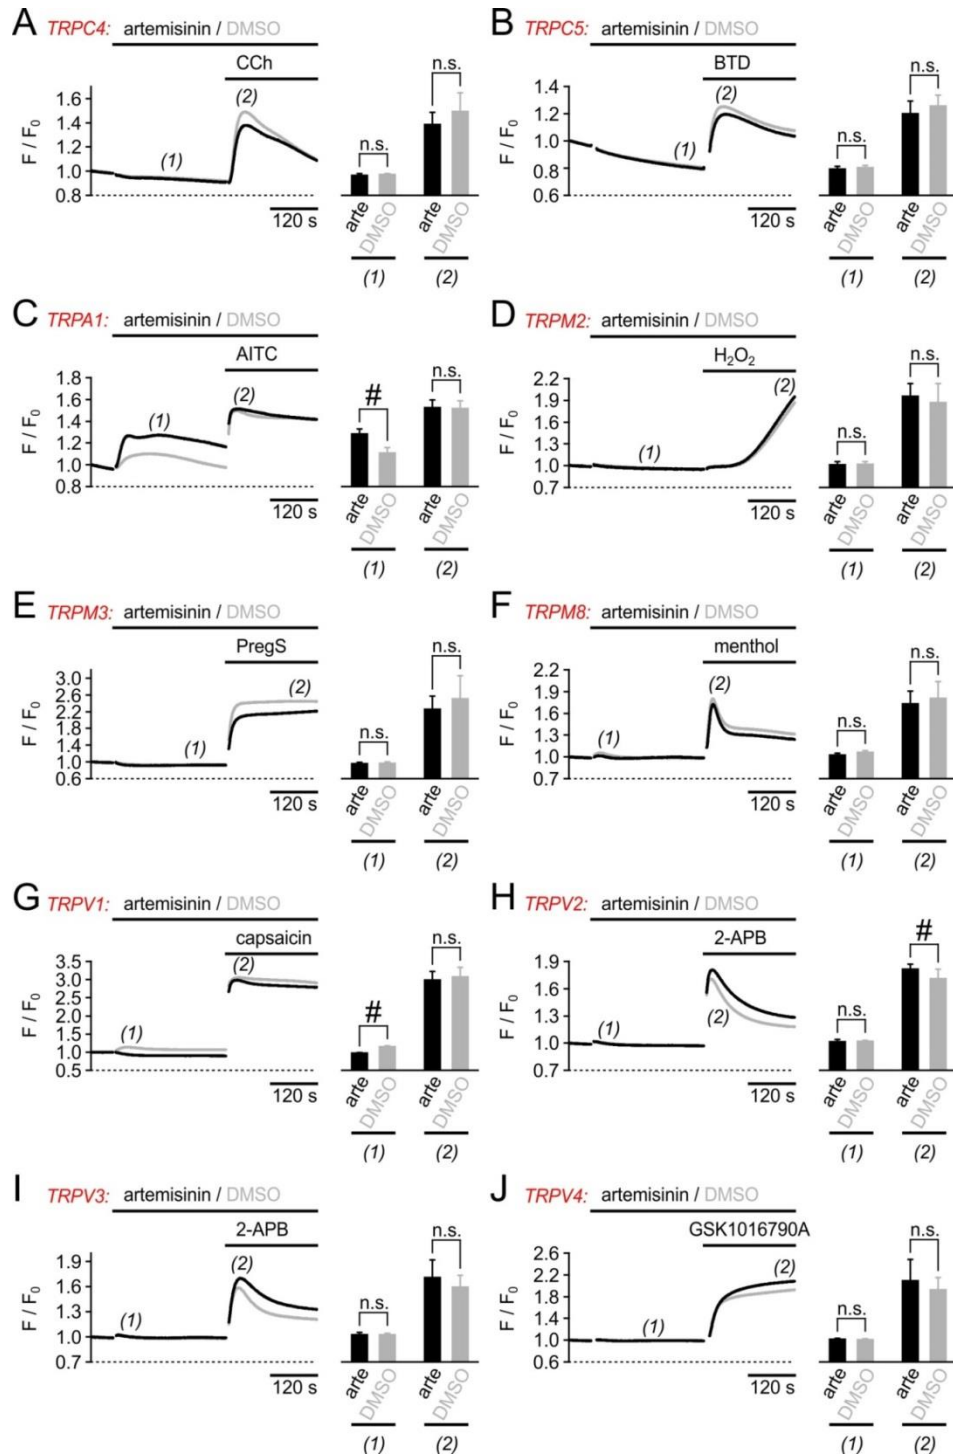 A TRPC4: artemisinin / DMSO
CCh
n.s.
n.s.
(1)
(2)
F / F0
1.6
1.4
1.2
1.0
0.8
120 s
arte
DMSO
arte
DMSO
(1)
(2)
B TRPC5: artemisinin / DMSO
BTD
n.s.
n.s.
(1)
(2)
F / F0
1.4
1.2
1.0
0.8
0.6
120 s
arte
DMSO
arte
DMSO
(1)
(2)
C TRPA1: artemisinin / DMSO
AITC
#
n.s.
(1)
(2)
F / F0
1.8
1.6
1.4
1.2
1.0
0.8
120 s
arte
DMSO
arte
DMSO
(1)
(2)
D TRPM2: artemisinin / DMSO
H2O2
n.s.
n.s.
(1)
(2)
F / F0
2.2
1.9
1.6
1.3
1.0
0.7
120 s
arte
DMSO
arte
DMSO
(1)
(2)
E TRPM3: artemisinin / DMSO
PregS
n.s.
n.s.
(1)
(2)
F / F0
3.0
2.6
2.2
1.8
1.4
1.0
0.6
120 s
arte
DMSO
arte
DMSO
(1)
(2)
F TRPM8: artemisinin / DMSO
menthol
n.s.
n.s.
(1)
(2)
F / F0
2.2
1.9
1.6
1.3
1.0
0.7
120 s
arte
DMSO
arte
DMSO
(1)
(2)
G TRPV1: artemisinin / DMSO
capsaicin
#
n.s.
(1)
(2)
F / F0
3.5
3.0
2.5
2.0
1.5
1.0
0.5
120 s
arte
DMSO
arte
DMSO
(1)
(2)
H TRPV2: artemisinin / DMSO
2-APB
n.s.
#
(1)
(2)
F / F0
1.9
1.6
1.3
1.0
0.7
120 s
arte
DMSO
arte
DMSO
(1)
(2)
I TRPV3: artemisinin / DMSO
2-APB
n.s.
n.s.
(1)
(2)
F / F0
1.9
1.6
1.3
1.0
0.7
120 s
arte
DMSO
arte
DMSO
(1)
(2)
J TRPV4: artemisinin / DMSO
GSK1016790A
n.s.
n.s.
(1)
(2)
F / F0
2.6
2.2
1.8
1.4
1.0
0.6
120 s
arte
DMSO
arte
DMSO
(1)
(2)